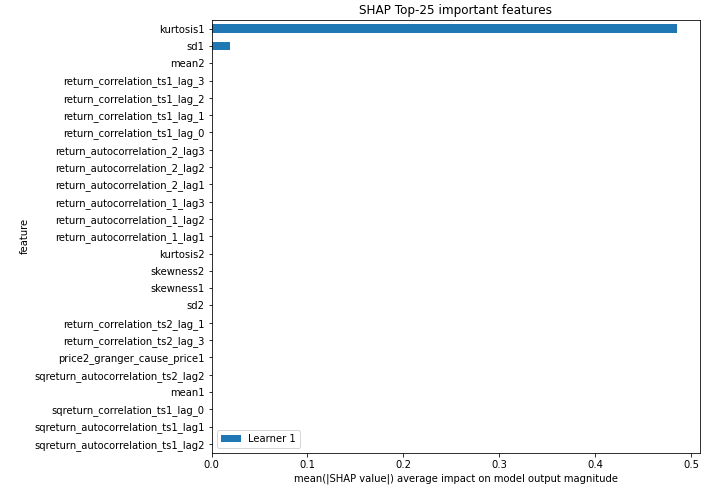 SHAP Top-25 important features
kurtosis1
sd1
mean2
return_correlation_ts1_lag_3
return_correlation_ts1_lag_2
return_correlation_ts1_lag_1
return_correlation_ts1_lag_0
return_autocorrelation_2_lag3
return_autocorrelation_2_lag2
return_autocorrelation_2_lag1
return_autocorrelation_1_lag3
return_autocorrelation_1_lag2
return_autocorrelation_1_lag1
kurtosis2
skewness2
skewness1
sd2
return_correlation_ts2_lag_1
return_correlation_ts2_lag_3
price2_granger_cause_price1
sqreturn_autocorrelation_ts2_lag2
mean1
sqreturn_correlation_ts1_lag_0
sqreturn_autocorrelation_ts1_lag1
sqreturn_autocorrelation_ts1_lag2
feature
Learner 1
0.0 0.1 0.2 0.3 0.4 0.5
mean(|SHAP value|) average impact on model output magnitude